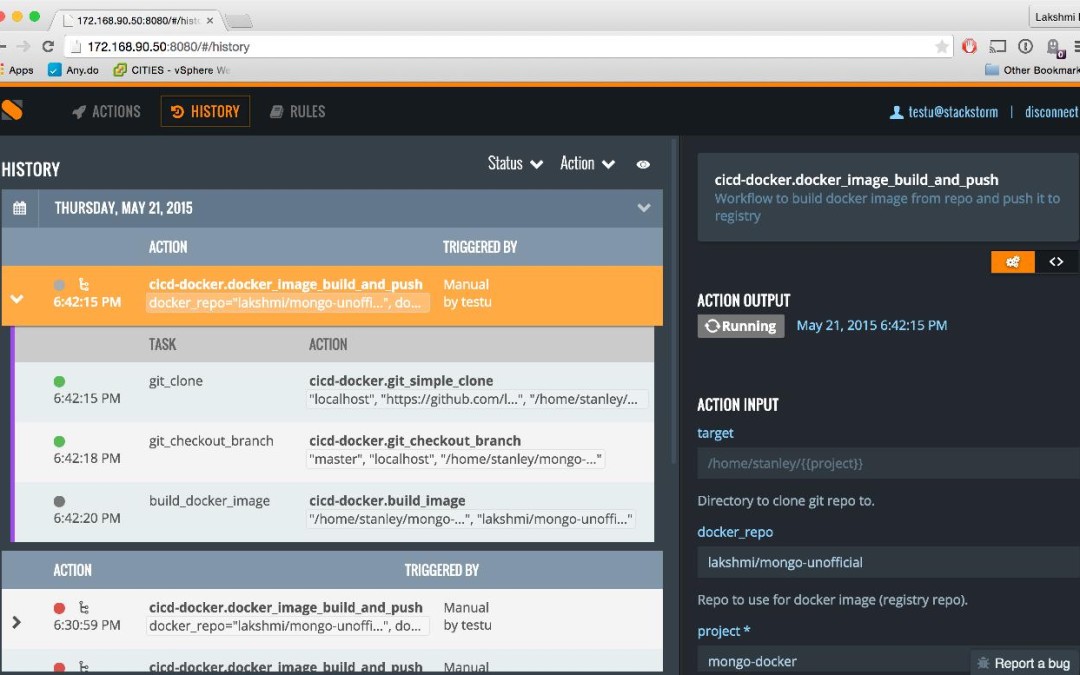 172.168.90.50:8080/#/histo
Lakshmi
172.168.90.50:8080/#/history
Apps Any.do CITIES - vSphere We
Other Bookmark
ACTIONS HISTORY RULES
testu@stackstorm | disconnect
HISTORY
Status Action
THURSDAY, MAY 21, 2015
ACTION TRIGGERED BY
cicd-docker.docker_image_build_and_push Manual
6:42:15 PM docker_repo="lakshmi/mongo-unoffi...", do... by testu
TASK ACTION
git_clone cicd-docker.git_simple_clone
6:42:15 PM "localhost", "https://github.com/l...", "/home/stanley/...
git_checkout_branch cicd-docker.git_checkout_branch
6:42:18 PM "master", "localhost", "/home/stanley/mongo-..."
build_docker_image cicd-docker.build_image
6:42:20 PM "/home/stanley/mongo-...", "lakshmi/mongo-unoffi..."
ACTION TRIGGERED BY
cicd-docker.docker_image_build_and_push Manual
6:30:59 PM docker_repo="lakshmi/mongo-unoffi...", do... by testu
cicd-docker.docker_image_build_and_push Manual
cicd-docker.docker_image_build_and_push
Workflow to build docker image from repo and push it to
registry
ACTION OUTPUT
Running May 21, 2015 6:42:15 PM
ACTION INPUT
target
/home/stanley/{{project}}
Directory to clone git repo to.
docker_repo
lakshmi/mongo-unofficial
Repo to use for docker image (registry repo).
project *
mongo-docker
Report a bug